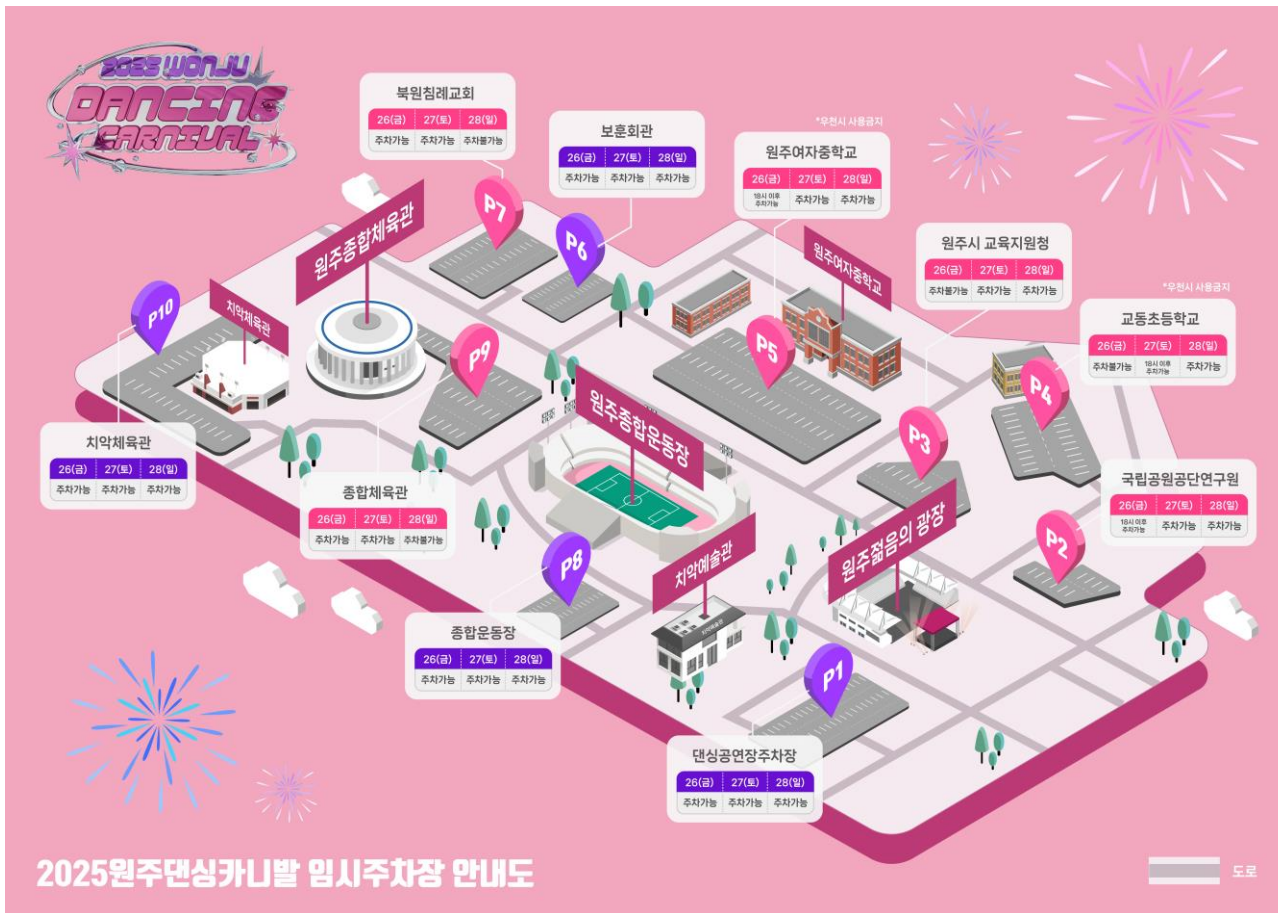 2025 WONJU
DANCING
CARNIVAL
북원침례교회
26(금) 27(토) 28(일)
주차가능 주차가능 주차불가능
보훈회관
26(금) 27(토) 28(일)
주차가능 주차가능 주차가능
*우천시 사용금지
원주여자중학교
26(금) 27(토) 28(일)
18시 이후 주차가능 주차가능 주차가능
원주시 교육지원청
26(금) 27(토) 28(일)
주차불가능 주차가능 주차가능
*우천시 사용금지
교동초등학교
26(금) 27(토) 28(일)
주차불가능 18시 이후 주차가능 주차가능
P7
P6
원주종합체육관
원주여자중학교
P10
치악체육관
P9
P5
P4
P3
원주종합운동장
치악체육관
26(금) 27(토) 28(일)
주차가능 주차가능 주차가능
종합체육관
26(금) 27(토) 28(일)
주차가능 주차가능 주차불가능
국립공원공단연구원
26(금) 27(토) 28(일)
18시 이후 주차가능 주차가능 주차가능
P2
P8
치악예술관
원주젊음의 광장
치악예술관
종합운동장
26(금) 27(토) 28(일)
주차가능 주차가능 주차가능
P1
댄싱공연장주차장
26(금) 27(토) 28(일)
주차가능 주차가능 주차가능
2025원주댄싱카니발 임시주차장 안내도
도로